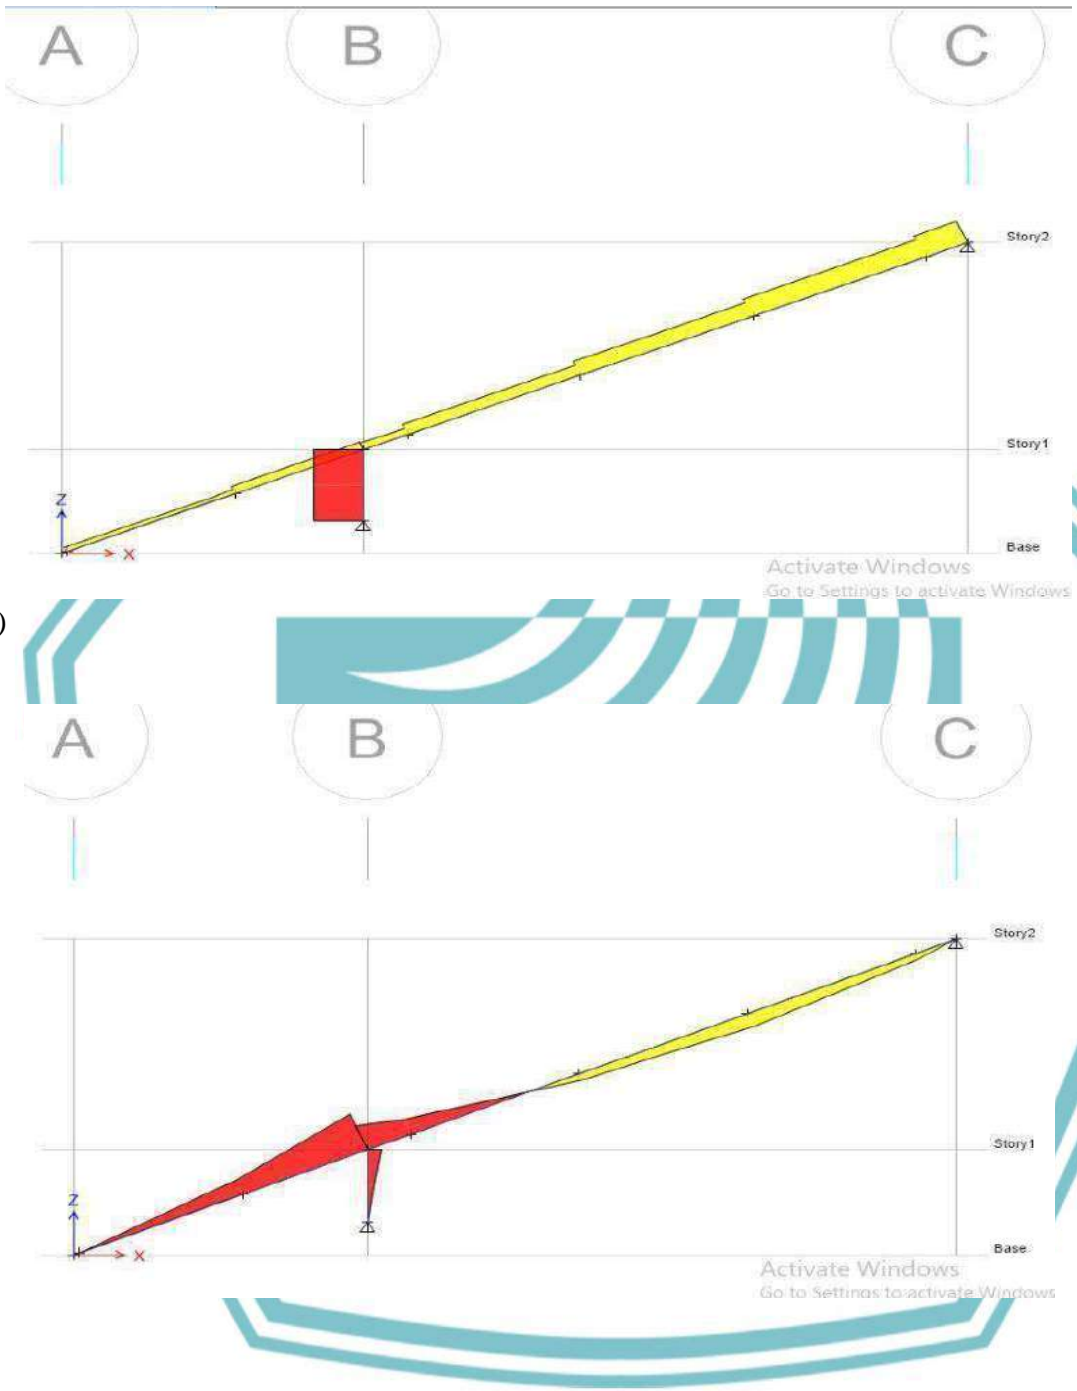 A B C
Story2
Story1
Z
X
Base
Activate Windows
Go to Settings to activate Windows
)
A B C
Story2
Story1
Z
X
Base
Activate Windows
Go to Settings to activate Windows